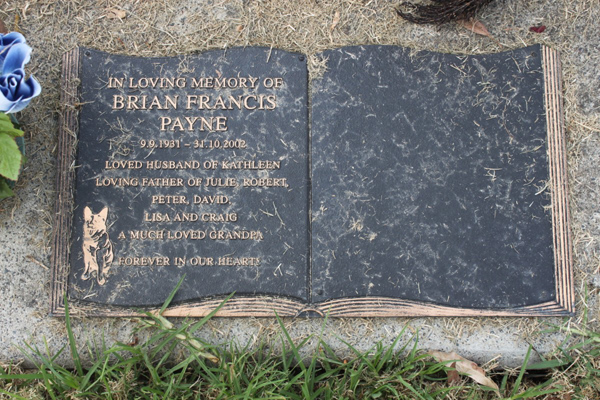 IN LOVING MEMORY OF
BRIAN FRANCIS
PAYNE
9.9.1931 ~ 31.10.2002
LOVED HUSBAND OF KATHLEEN
LOVING FATHER OF JULIE, ROBERT,
PETER, DAVID,
LISA AND CRAIG
A MUCH LOVED GRANDPA
FOREVER IN OUR HEARTS